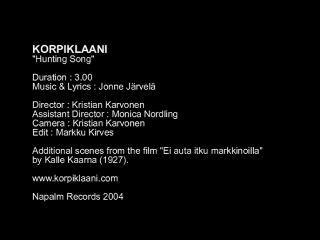 KORPIKLAANI
"Hunting Song"
Duration : 3.00
Music & Lyrics : Jonne Järvelä
Director : Kristian Karvonen
Assistant Director : Monica Nordling
Camera : Kristian Karvonen
Edit : Markku Kirves
Additional scenes from the film "Ei auta itku markkinoilla"
by Kalle Kaarna (1927).
www.korpiklaani.com
Napalm Records 2004